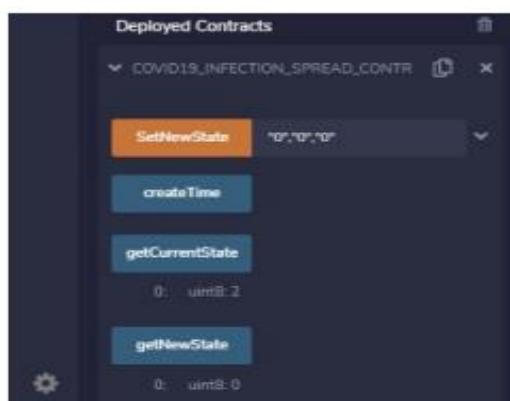 Deployed Contracts
COVID19_INFECTION_SPREAD_CONTR
SetNewState "0","0","0"
createTime
getCurrentState
0: uint8: 2
getNewState
0: uint8: 0